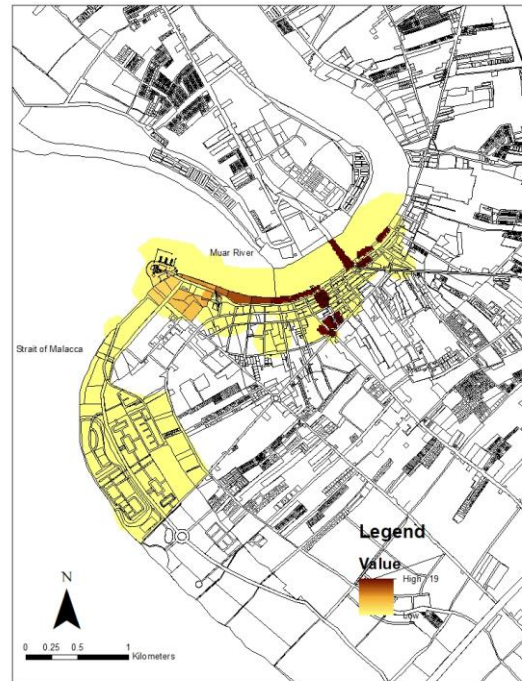 Muar River
Strait of Malacca
Legend
Value
High : 19
Low
N
0 0.25 0.5 1
Kilometers